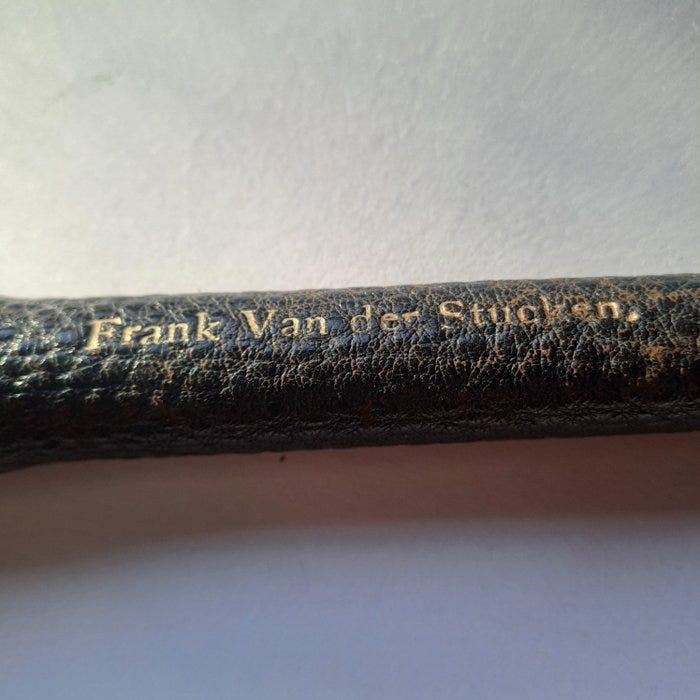 Frank Van der Stucken.